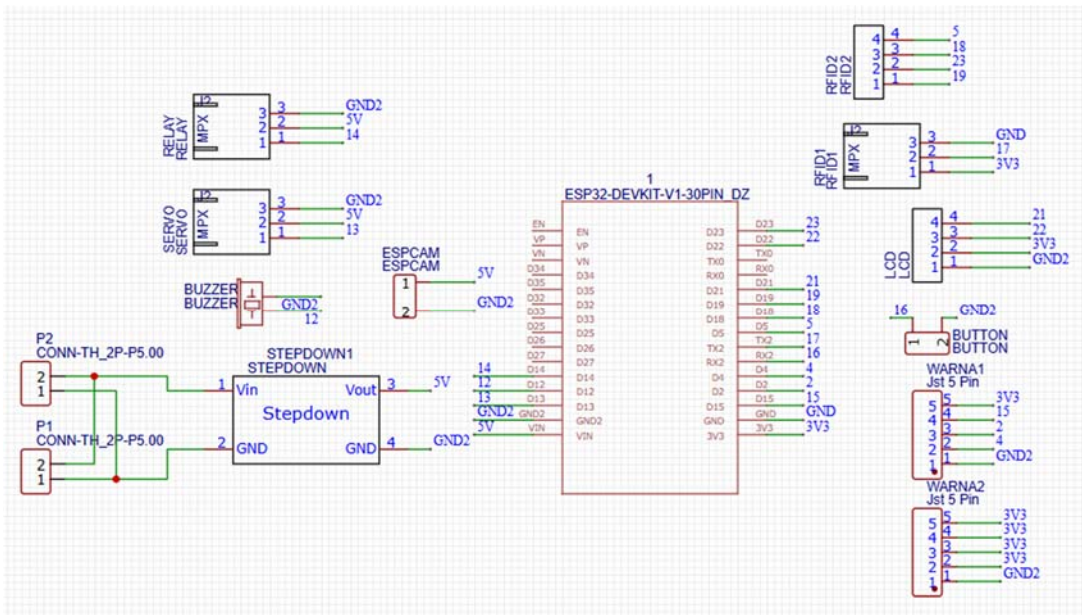 RELAY
RELAY
J2
MPX
3 3 GND2
2 2 5V
1 1 14
SERVO
SERVO
J2
MPX
3 3 GND2
2 2 5V
1 1 13
BUZZER
BUZZER
GND2
12
ESPCAM
ESPCAM
1 5V
2 GND2
P2
CONN-TH_2P-P5.00
2
1
P1
CONN-TH_2P-P5.00
2
1
STEPDOWN1
STEPDOWN
1 Vin Vout 3 5V
Stepdown
2 GND GND 4 GND2
1
ESP32-DEVKIT-V1-30PIN_DZ
EN EN D23 D23 23
VP VP D22 D22 22
VN VN TX0 TX0
D34 D34 RX0 RX0
D35 D35 D21 D21 21
D32 D32 D19 D19 19
D33 D33 D18 D18 18
D25 D25 D5 D5 5
D26 D26 TX2 TX2 17
D27 D27 RX2 RX2 16
14 D14 D14 D4 D4 4
12 D12 D12 D2 D2 2
13 D13 D13 D15 D15 15
GND2 GND2 GND2 GND GND GND
5V VIN VIN 3V3 3V3 3V3
RFID2
RFID2
4 4 5
3 3 18
2 2 23
1 1 19
RFID1
RFID1
J2
MPX
3 3 GND
2 2 17
1 1 3V3
LCD
LCD
4 4 21
3 3 22
2 2 3V3
1 1 GND2
16 GND2
1 2
BUTTON
BUTTON
WARNA1
Jst 5 Pin
5 5 3V3
4 4 15
3 3 2
2 2 4
1 1 GND2
WARNA2
Jst 5 Pin
5 5 3V3
4 4 3V3
3 3 3V3
2 2 3V3
1 1 GND2